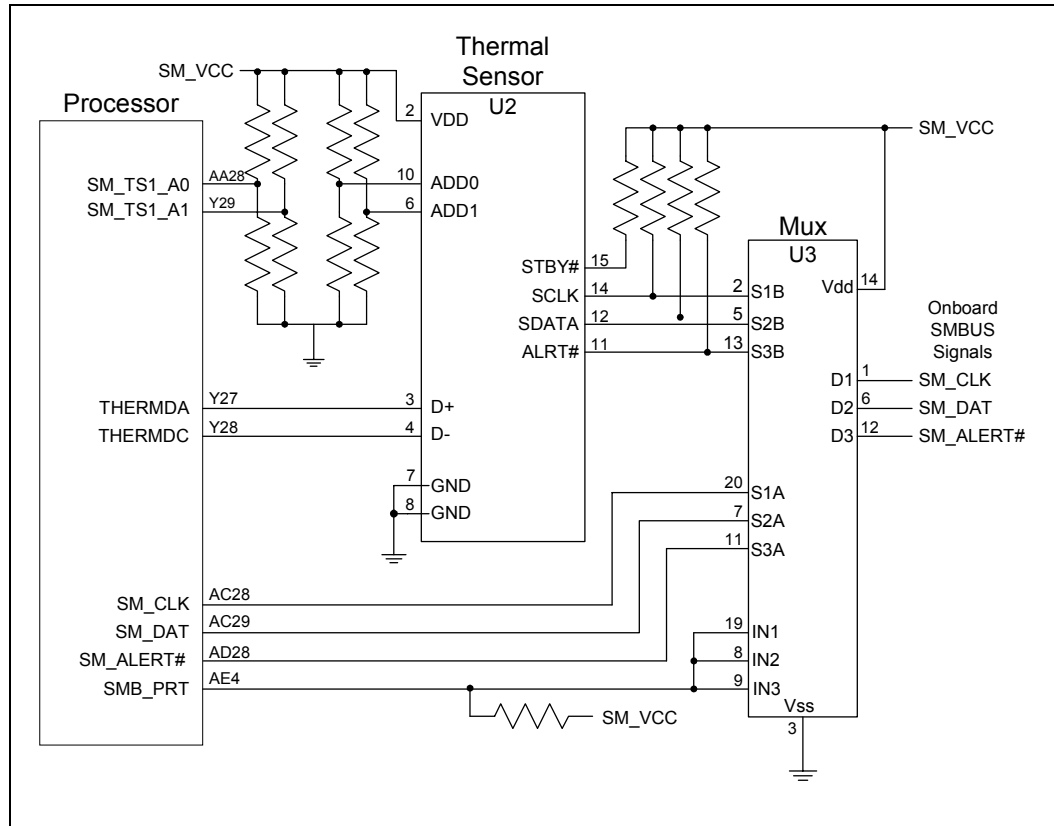 Thermal
Sensor
U2
SM_VCC
Processor
2 VDD
SM_VCC
SM_TS1_A0 AA28
10 ADD0
SM_TS1_A1 Y29
6 ADD1
Mux
U3
STBY# 15
SCLK 14
2 S1B
Vdd 14
SDATA 12
5 S2B
ALRT# 11
13 S3B
Onboard
SMBUS
Signals
D1 1 SM_CLK
D2 6 SM_DAT
D3 12 SM_ALERT#
THERMDA Y27
3 D+
THERMDC Y28
4 D-
7 GND
8 GND
20 S1A
7 S2A
11 S3A
SM_CLK AC28
SM_DAT AC29
SM_ALERT# AD28
SMB_PRT AE4
19 IN1
8 IN2
9 IN3
SM_VCC
Vss
3